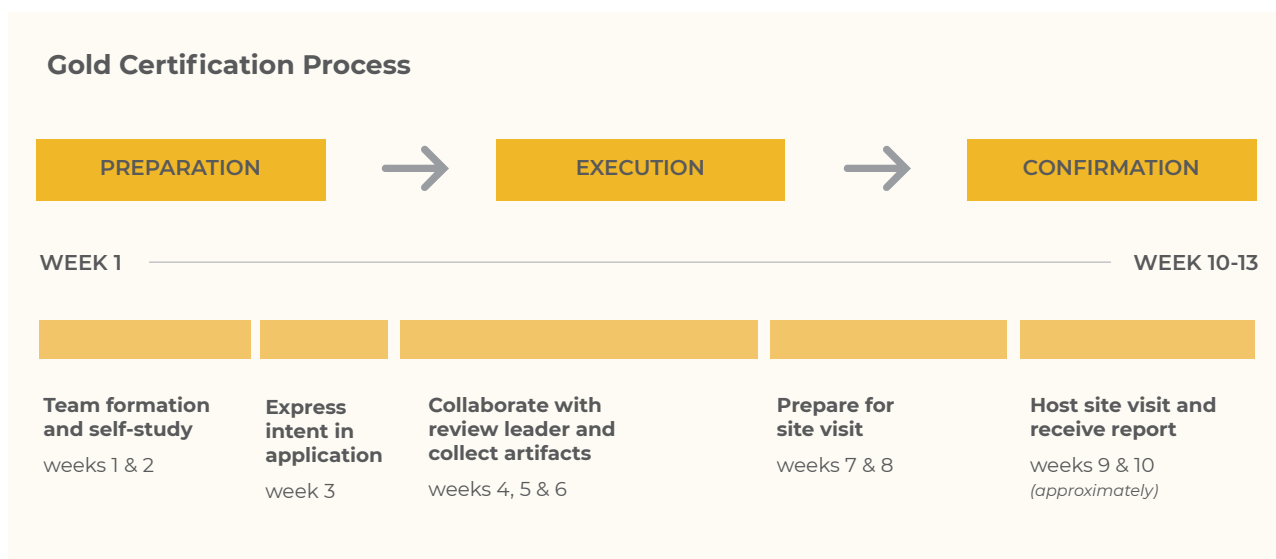 Gold Certification Process
PREPARATION
EXECUTION
CONFIRMATION
WEEK 1
WEEK 10-13
Team formation
and self-study
weeks 1 & 2
Express
intent in
application
week 3
Collaborate with
review leader and
collect artifacts
weeks 4, 5 & 6
Prepare for
site visit
weeks 7 & 8
Host site visit and
receive report
weeks 9 & 10
(approximately)